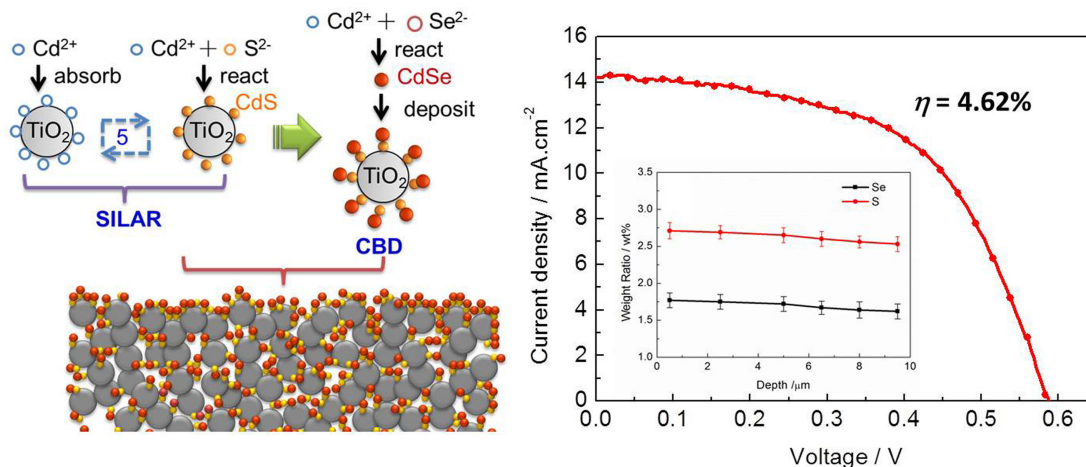 Cd2+
Cd2+ + S2-
absorb
react
CdS
TiO2
5
TiO2
SILAR
Cd2+ + Se2-
react
CdSe
deposit
TiO2
CBD
16
14
12
10
8
6
4
2
0
Current density / mA.cm-2
0.0 0.1 0.2 0.3 0.4 0.5 0.6
Voltage / V
η = 4.62%
Se
S
3.5
3.0
2.5
2.0
1.5
1.0
Weight Ratio / wt%
0 2 4 6 8 10
Depth /μm